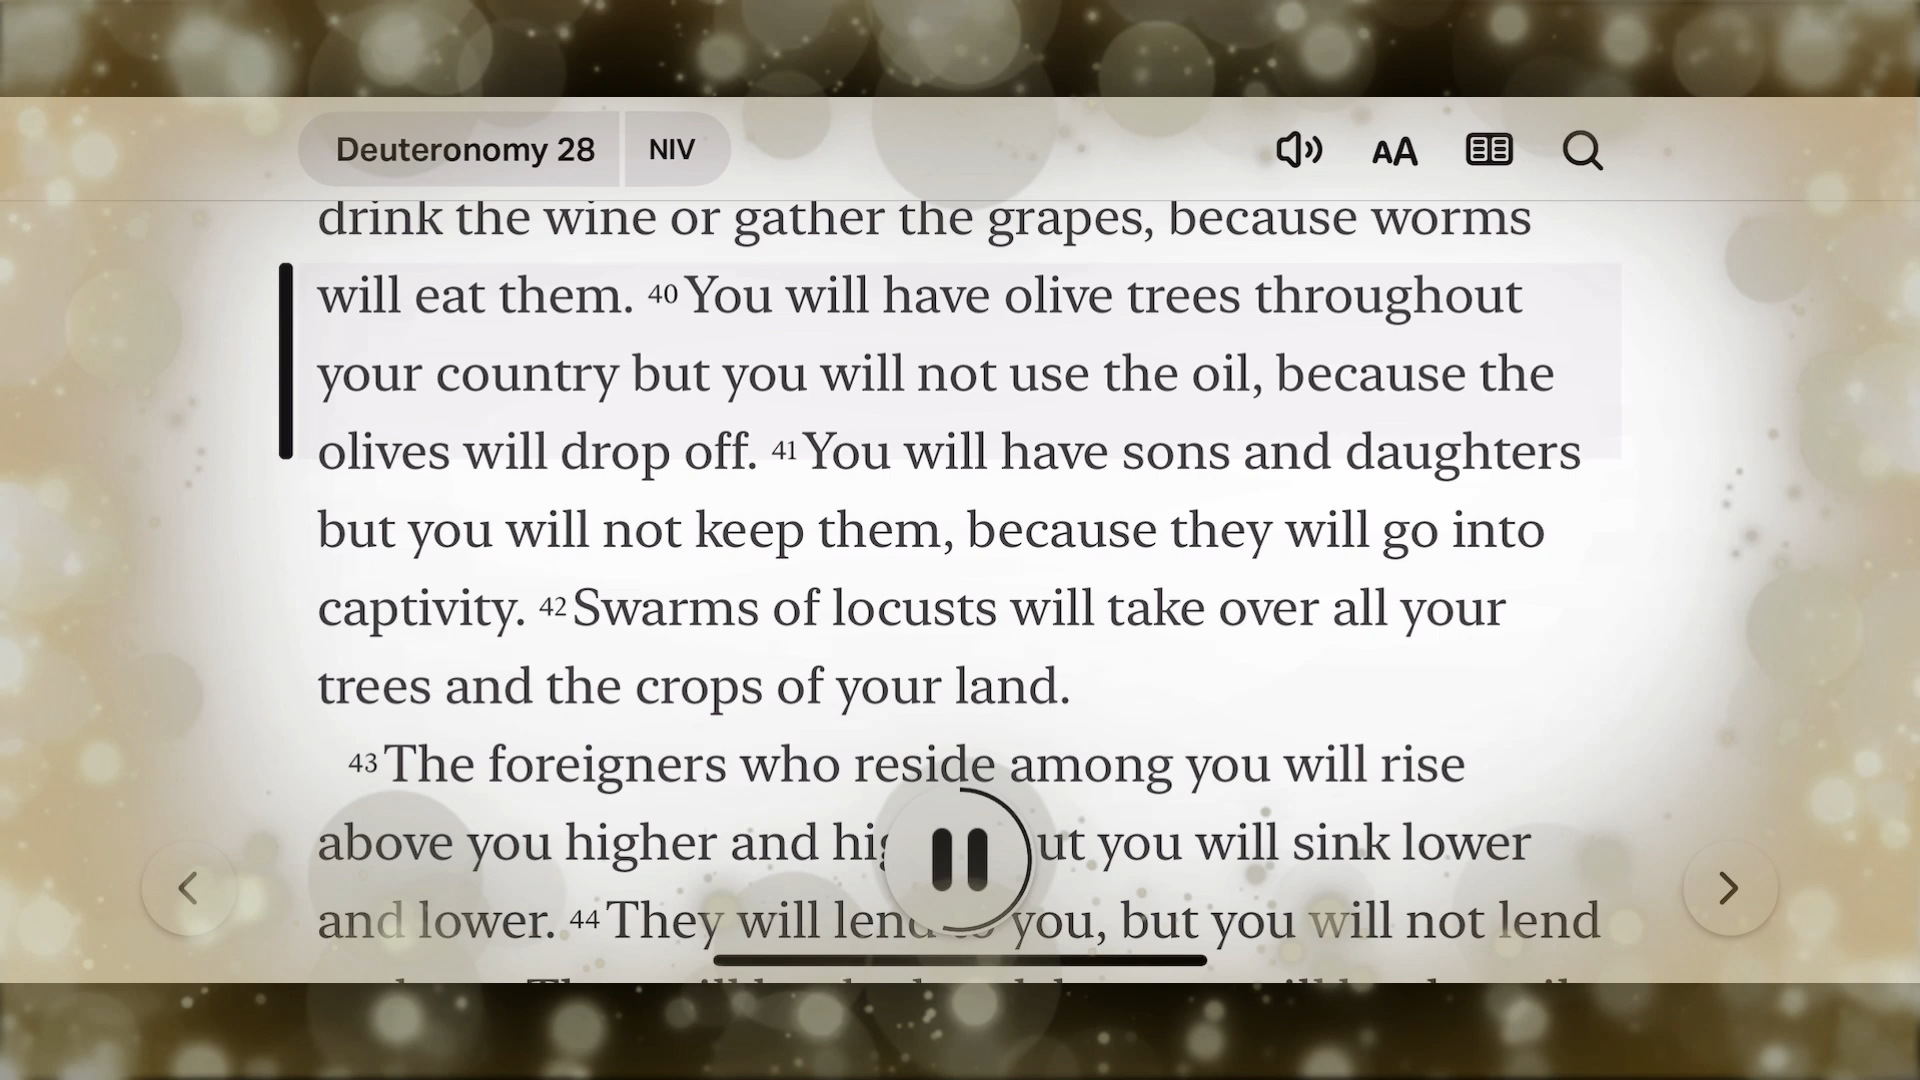 Deuteronomy 28 NIV AA
drink the wine or gather the grapes, because worms
will eat them. 40 You will have olive trees throughout
your country but you will not use the oil, because the
olives will drop off. 41 You will have sons and daughters
but you will not keep them, because they will go into
captivity. 42 Swarms of locusts will take over all your
trees and the crops of your land.
43 The foreigners who reside among you will rise
above you higher and you will sink lower
and lower. 44 They will you, but you will not lend